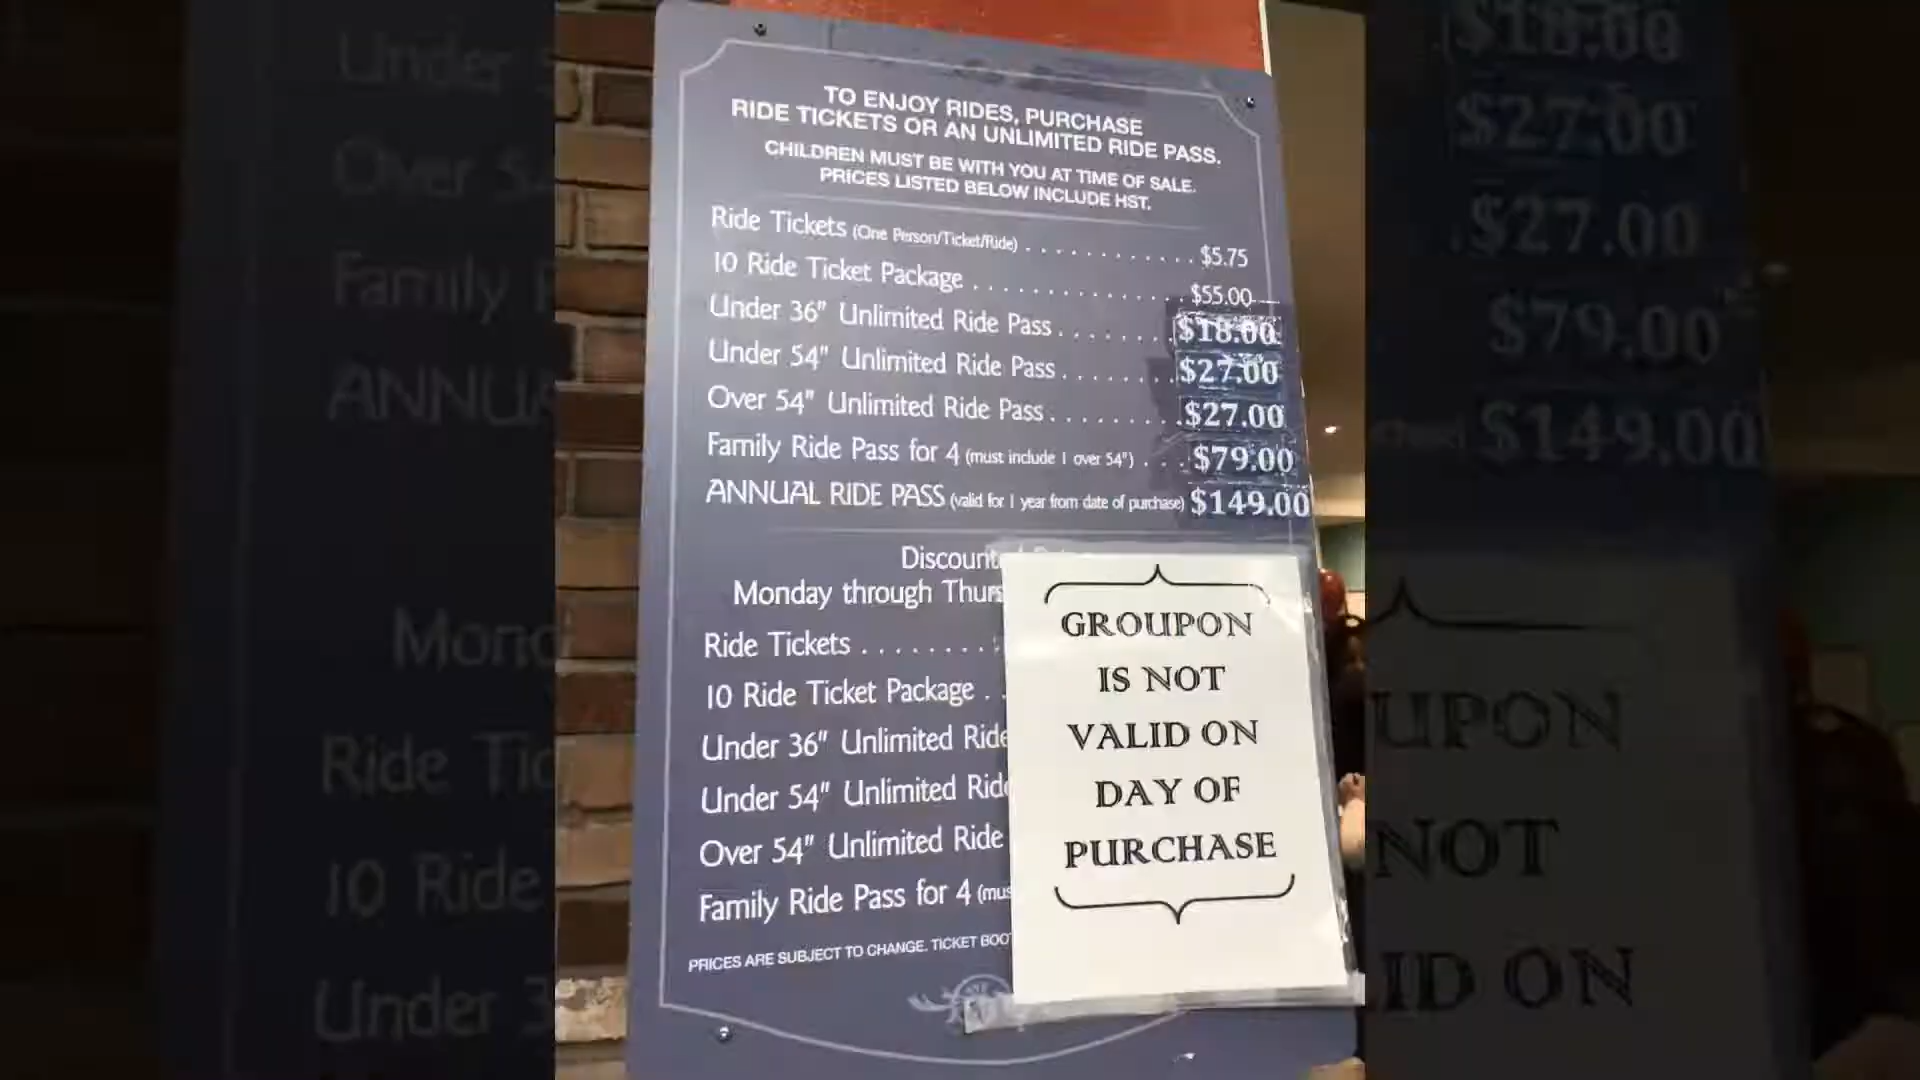 TO ENJOY RIDES, PURCHASE
RIDE TICKETS OR AN UNLIMITED RIDE PASS.
CHILDREN MUST BE WITH YOU AT TIME OF SALE.
PRICES LISTED BELOW INCLUDE HST.
Ride Tickets (One Person/Ticket/Ride) . . . . . . . . . . . . $5.75
10 Ride Ticket Package . . . . . . . . . . . . . . . $55.00
Under 36" Unlimited Ride Pass . . . . . . . . $18.00
Under 54" Unlimited Ride Pass . . . . . . . . $27.00
Over 54" Unlimited Ride Pass . . . . . . . . . $27.00
Family Ride Pass for 4 (must include 1 over 54") . . . $79.00
ANNUAL RIDE PASS (valid for 1 year from date of purchase) $149.00
Monday through
Ride Tickets . . . . . . . . .
10 Ride Ticket Package . .
Under 36" Unlimited Ride
Under 54" Unlimited Ride
Over 54" Unlimited Ride
Family Ride Pass for 4
PRICES ARE SUBJECT TO CHANGE. TICKET
GROUPON
IS NOT
VALID ON
DAY OF
PURCHASE